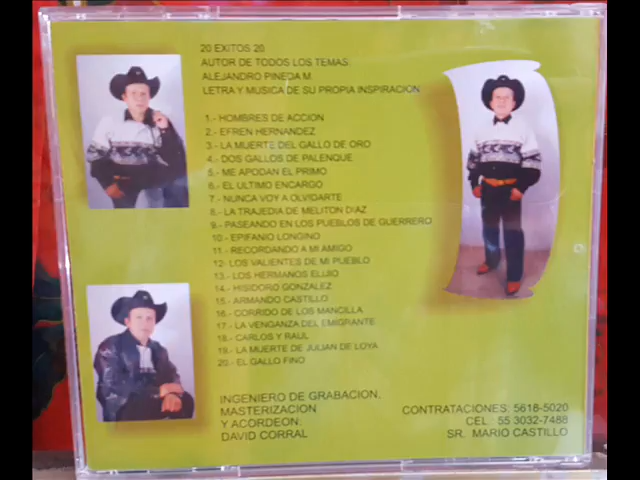 20 EXITOS 20
AUTOR DE TODOS LOS TEMAS:
ALEJANDRO PINEDA M.
LETRA Y MUSICA DE SU PROPIA INSPIRACION
1.- HOMBRES DE ACCION
2.- EFREN HERNANDEZ
3.- LA MUERTE DEL GALLO DE ORO
4.- DOS GALLOS DE PALENQUE
5.- ME APODAN EL PRIMO
6.- EL ULTIMO ENCARGO
7.- NUNCA VOY A OLVIDARTE
8.- LA TRAJEDIA DE MELITON DIAZ
9.- PASEANDO EN LOS PUEBLOS DE GUERRERO
10.- EPIFANIO LONGINO
11.- RECORDANDO A MI AMIGO
12.- LOS VALIENTES DE MI PUEBLO
13.- LOS HERMANOS ELIJIO
14.- HISIDORO GONZALEZ
15.- ARMANDO CASTILLO
16.- CORRIDO DE LOS MANCILLA
17.- LA VENGANZA DEL EMIGRANTE
18.- CARLOS Y RAUL
19.- LA MUERTE DE JULIAN DE LOYA
20.- EL GALLO FINO
INGENIERO DE GRABACION,
MASTERIZACION
Y ACORDEON:
DAVID CORRAL
CONTRATACIONES: 5618-5020
CEL. 55 3032-7488
SR. MARIO CASTILLO